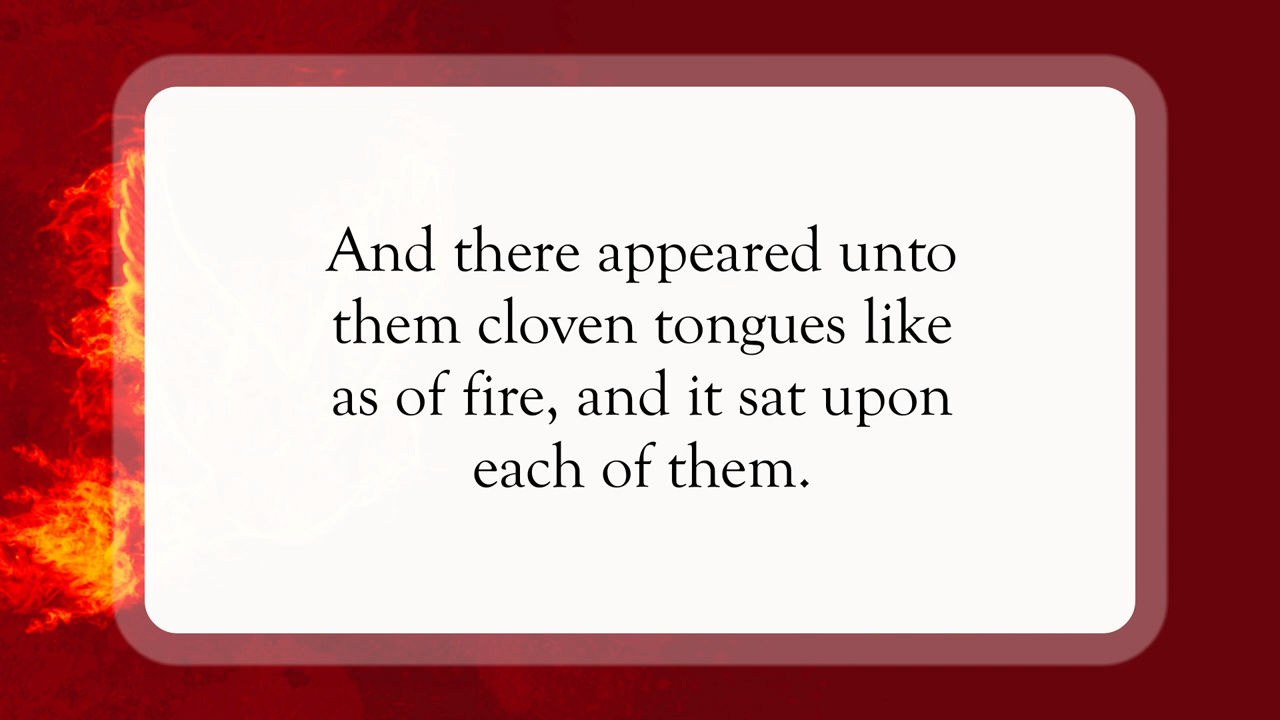 And there appeared unto
them cloven tongues like
as of fire, and it sat upon
each of them.